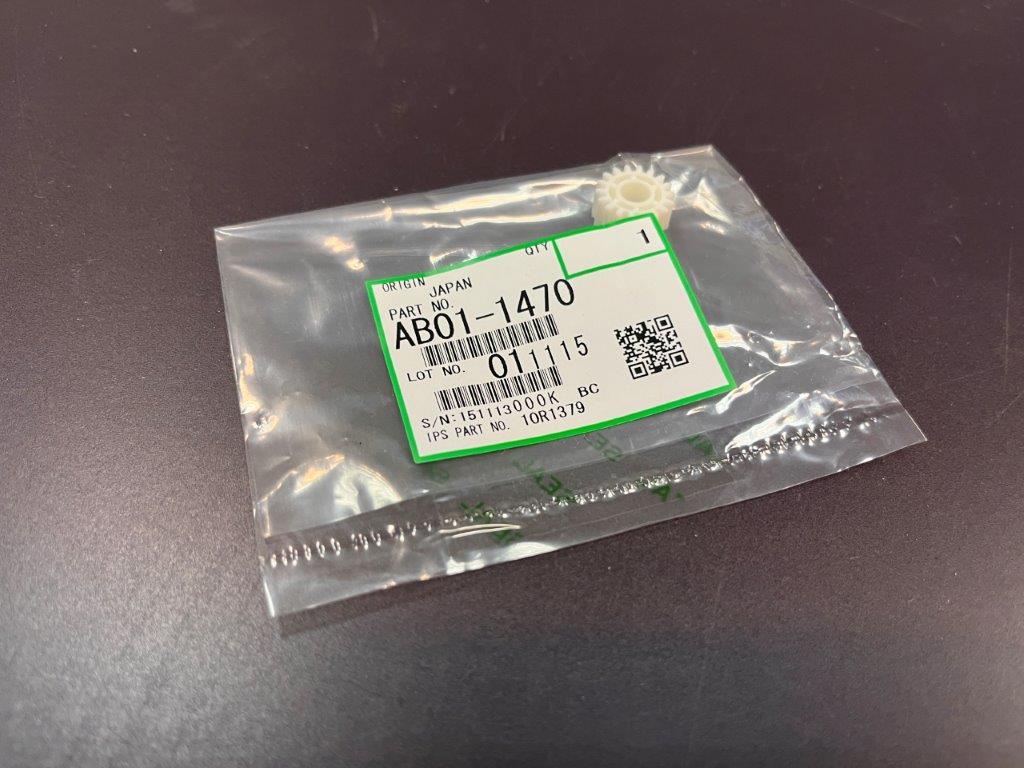 QTY 1
ORIGIN JAPAN
PART NO.
AB01-1470
LOT NO. 011115
S/N:151113000K BC
IPS PART NO. 10R1379